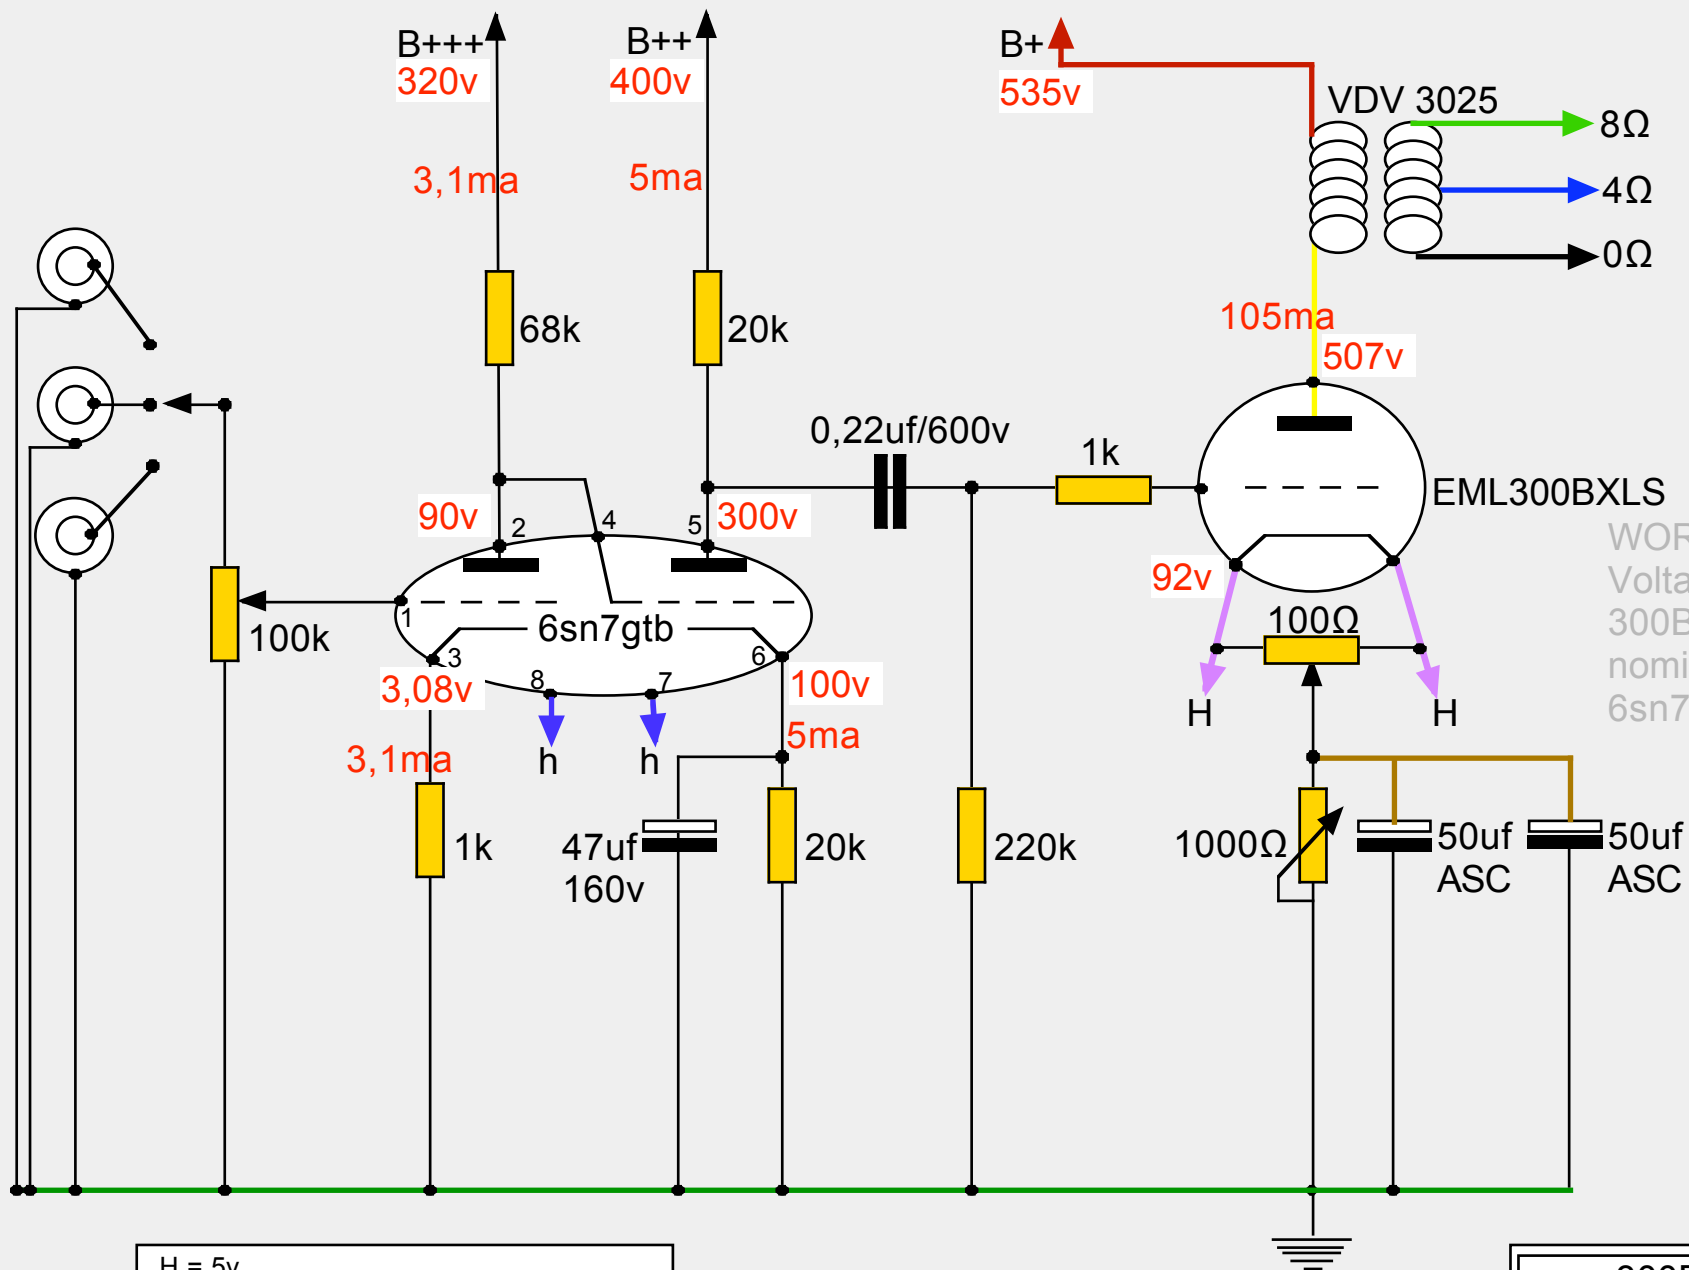 B+++
320v
B++
400v
B+
535v
VDV 3025
8Ω
4Ω
0Ω
3,1ma
5ma
105ma
507v
68k
20k
0,22uf/600v
1k
EML300BXLS
90v
2
4
5
300v
92v
1
6sn7gtb
3
8
7
6
100k
3,08v
100v
5ma
3,1ma
h
h
100Ω
H
H
1k
47uf
160v
20k
220k
1000Ω
50uf
ASC
50uf
ASC
H = 5v